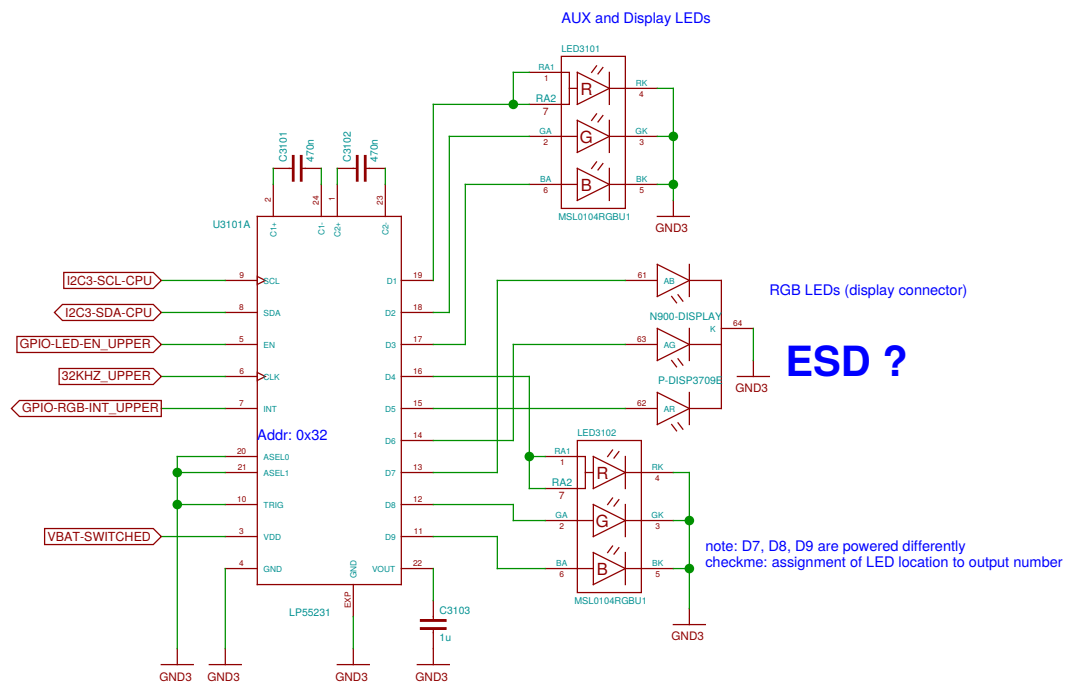 AUX and Display LEDs
LED3101
RA1
1
RA2
7
GA
2
BA
6
R
G
B
RK
4
GK
3
BK
5
MSL0104RGBU1
GND3
C3101
470n
C3102
470n
2
24
1
23
U3101A
C1+
C1-
C2+
C2-
I2C3-SCL-CPU
9
SCL
I2C3-SDA-CPU
8
SDA
GPIO-LED-EN_UPPER
5
EN
32KHZ_UPPER
6
CLK
GPIO-RGB-INT_UPPER
7
INT
Addr: 0x32
20
ASEL0
21
ASEL1
10
TRIG
VBAT-SWITCHED
3
VDD
4
GND
GND
EXP
LP55231
D1
19
D2
18
D3
17
D4
16
D5
15
D6
14
D7
13
D8
12
D9
11
VOUT
22
C3103
1u
GND3
GND3
GND3
GND3
61
AB
RGB LEDs (display connector)
N900-DISPLAY
K
64
63
AG
ESD ?
P-DISP3709E
GND3
62
AR
LED3102
RA1
1
RA2
7
GA
2
BA
6
R
G
B
RK
4
GK
3
BK
5
MSL0104RGBU1
GND3
note: D7, D8, D9 are powered differently
checkme: assignment of LED location to output number